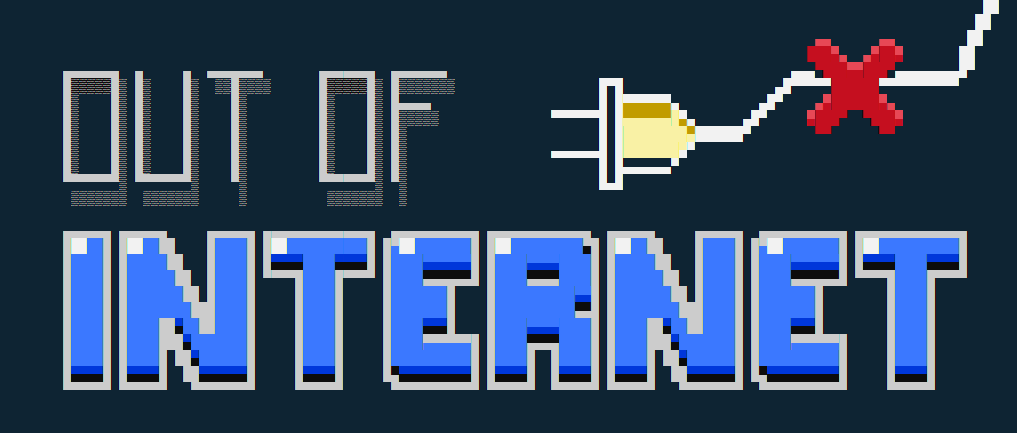 OUT OF
INTERNET